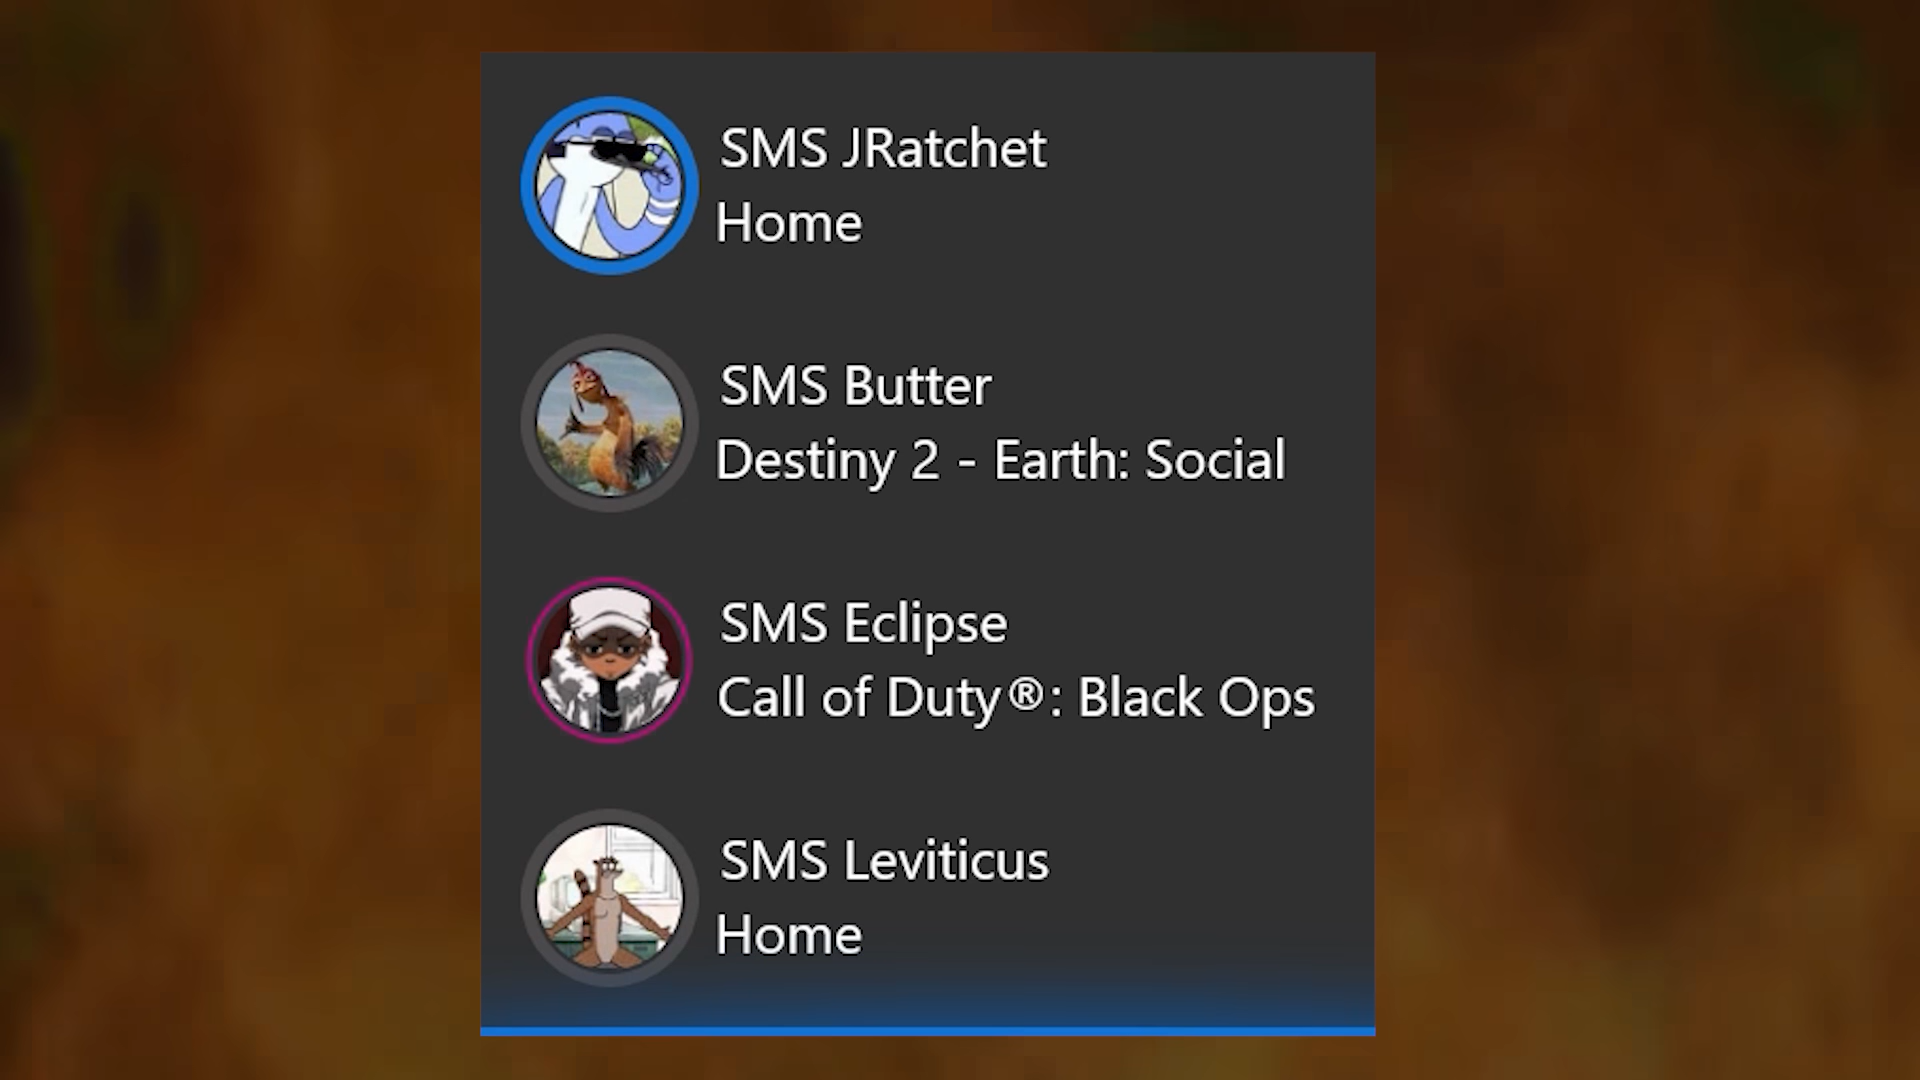 SMS JRatchet
Home
SMS Butter
Destiny 2 - Earth: Social
SMS Eclipse
Call of Duty®: Black Ops
SMS Leviticus
Home